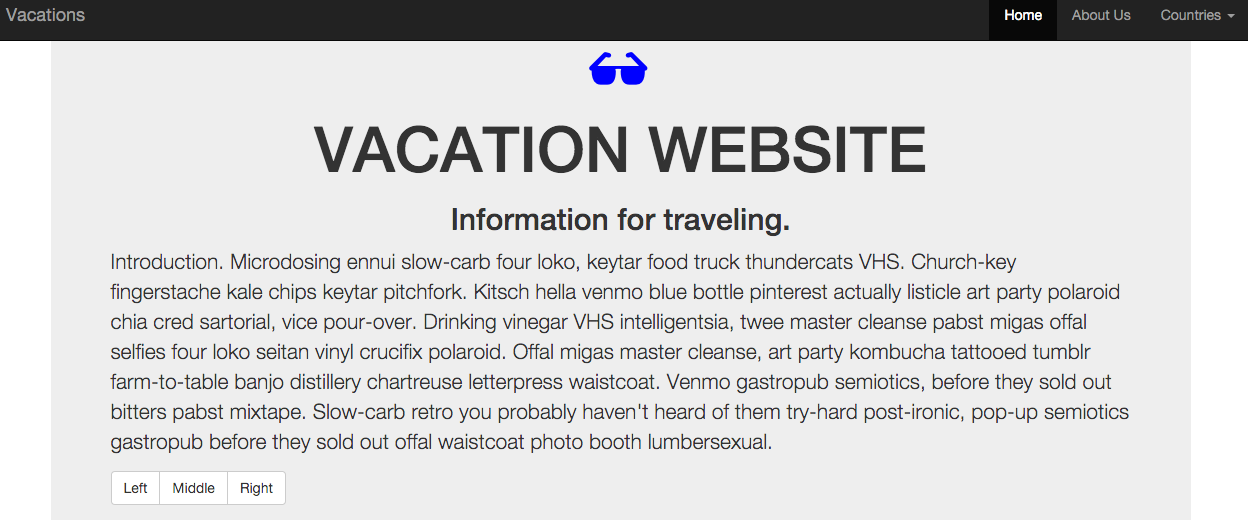 Vacations
Home
About Us
Countries
VACATION WEBSITE
Information for traveling.
Introduction. Microdosing ennui slow-carb four loko, keytar food truck thundercats VHS. Church-key
fingerstache kale chips keytar pitchfork. Kitsch hella venmo blue bottle pinterest actually listicle art party polaroid
chia cred sartorial, vice pour-over. Drinking vinegar VHS intelligentsia, twee master cleanse pabst migas offal
selfies four loko seitan vinyl crucifix polaroid. Offal migas master cleanse, art party kombucha tattooed tumblr
farm-to-table banjo distillery chartreuse letterpress waistcoat. Venmo gastropub semiotics, before they sold out
bitters pabst mixtape. Slow-carb retro you probably haven't heard of them try-hard post-ironic, pop-up semiotics
gastropub before they sold out offal waistcoat photo booth lumbersexual.
Left
Middle
Right